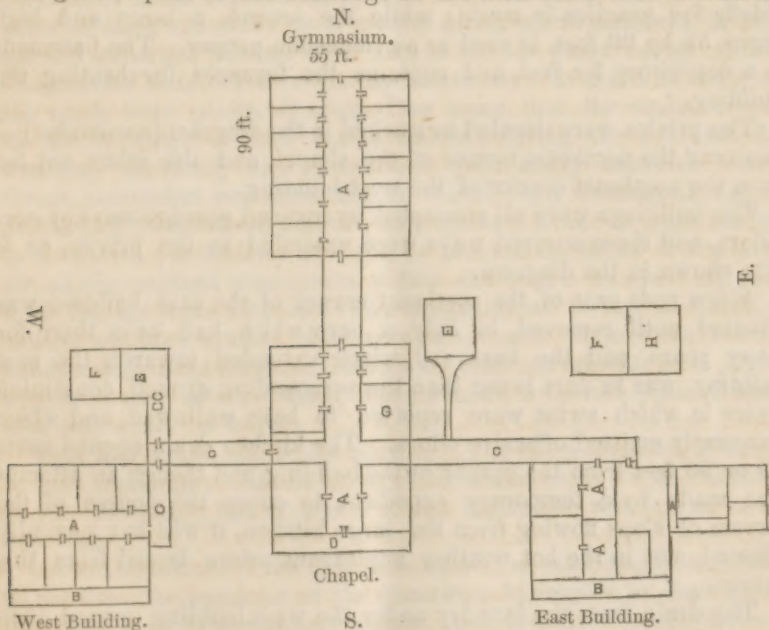 N.
Gymnasium.
55 ft.
90 ft.
A
E.
W
E
F
E
F
H
CC
G
C
C
A
A
C
A
A
A
D
B
Chapel.
B
West Building.
S.
East Building.